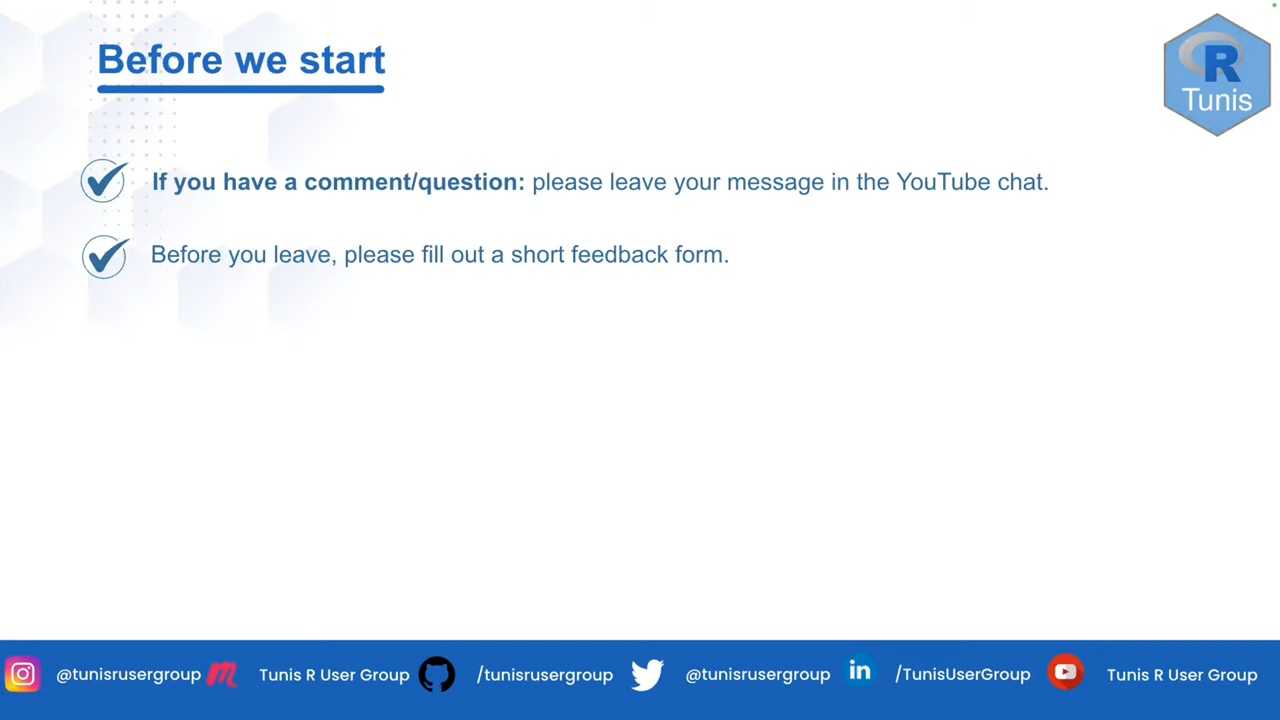 Before we start
R
Tunis
If you have a comment/question: please leave your message in the YouTube chat.
Before you leave, please fill out a short feedback form.
@tunisrusergroup Tunis R User Group /tunisrusergroup @tunisrusergroup in /TunisUserGroup Tunis R User Group